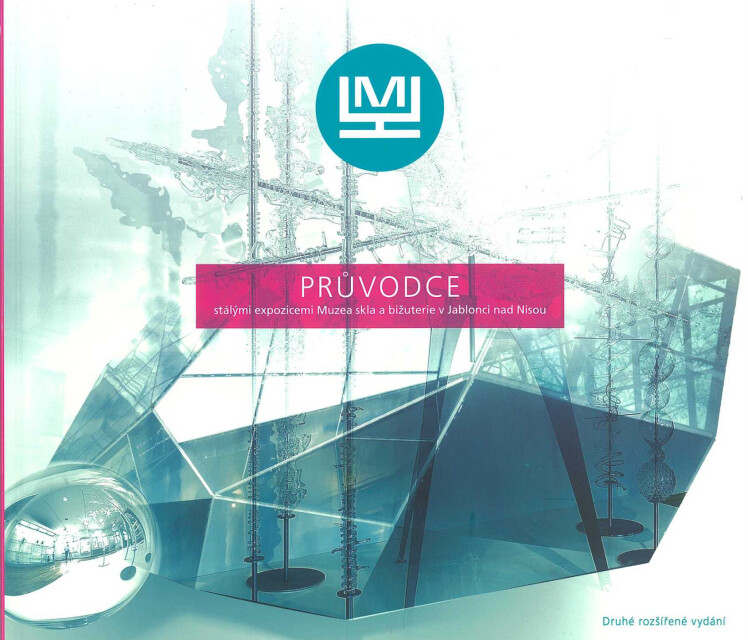 PRŮVODCE
stálými expozicemi Muzea skla a bižuterie v Jablonci nad Nisou
Druhé rozšířené vydání